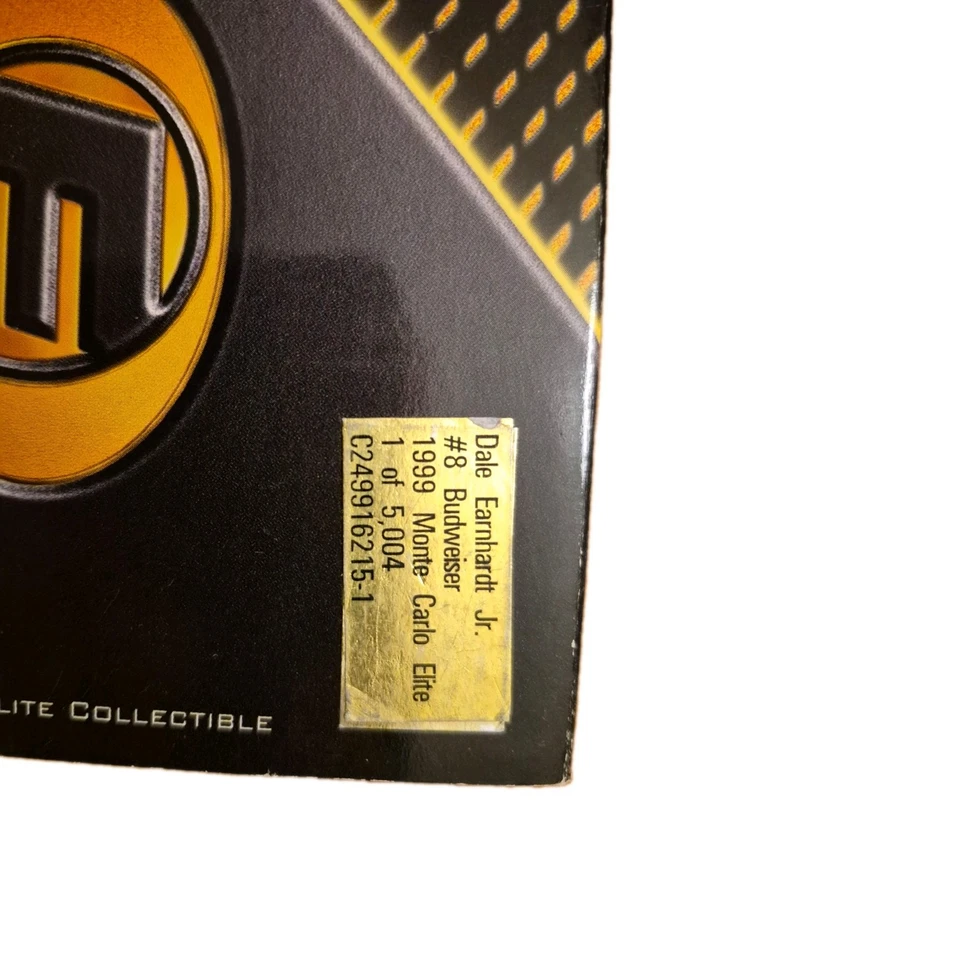 Dale Earnhardt Jr.
#8 Budweiser
1999 Monte Carlo Elite
1 of 5,004
C249916215-1
LITE COLLECTIBLE